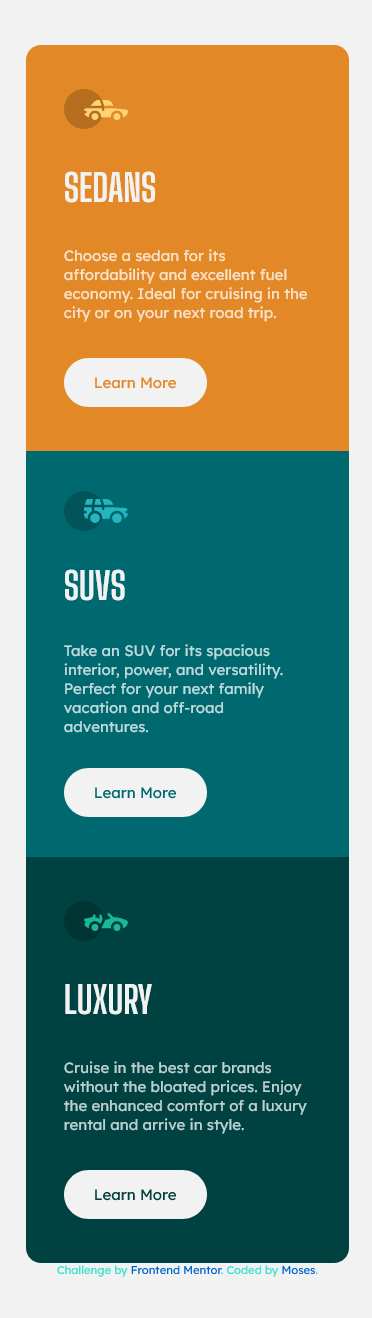 SEDANS
Choose a sedan for its
affordability and excellent fuel
economy. Ideal for cruising in the
city or on your next road trip.
Learn More
SUVS
Take an SUV for its spacious
interior, power, and versatility.
Perfect for your next family
vacation and off-road
adventures.
Learn More
LUXURY
Cruise in the best car brands
without the bloated prices. Enjoy
the enhanced comfort of a luxury
rental and arrive in style.
Learn More
Challenge by Frontend Mentor. Coded by Moses.